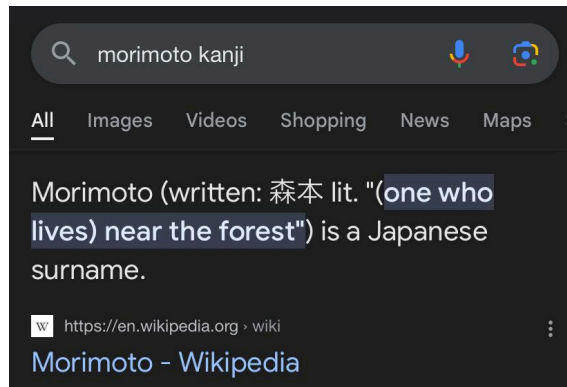 morimoto kanji
All Images Videos Shopping News Maps
Morimoto (written: 森本 lit. "(one who
lives) near the forest") is a Japanese
surname.
W https://en.wikipedia.org › wiki
Morimoto - Wikipedia